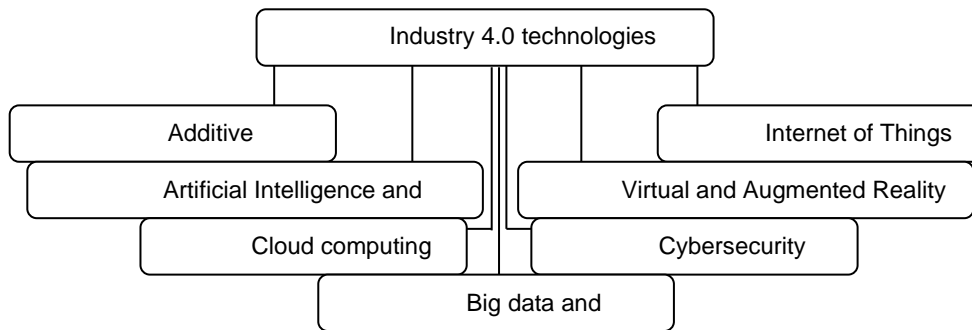 Industry 4.0 technologies
Additive
Internet of Things
Artificial Intelligence and
Virtual and Augmented Reality
Cloud computing
Cybersecurity
Big data and